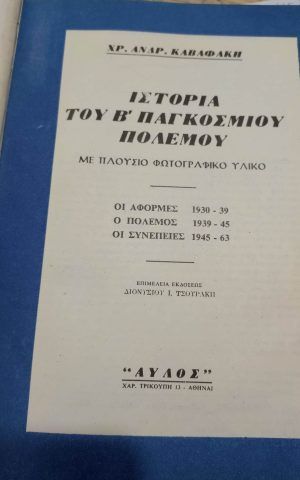 ΧΡ. ΑΝΔΡ. ΚΑΒΑΦΑΚΗ
ΙΣΤΟΡΙΑ
ΤΟΥ Β' ΠΑΓΚΟΣΜΙΟΥ
ΠΟΛΕΜΟΥ
ΜΕ ΠΛΟΥΣΙΟ ΦΩΤΟΓΡΑΦΙΚΟ ΥΛΙΚΟ
ΟΙ ΑΦΟΡΜΕΣ 1930 - 39
Ο ΠΟΛΕΜΟΣ 1939 - 45
ΟΙ ΣΥΝΕΠΕΙΕΣ 1945 - 63
ΕΠΙΜΕΛΕΙΑ ΕΚΔΟΣΕΩΣ
ΔΙΟΝΥΣΙΟΥ Ι. ΤΣΟΥΡΑΚΗ
"ΑΥΛΟΣ"
ΧΑΡ. ΤΡΙΚΟΥΠΗ 13 - ΑΘΗΝΑΙ